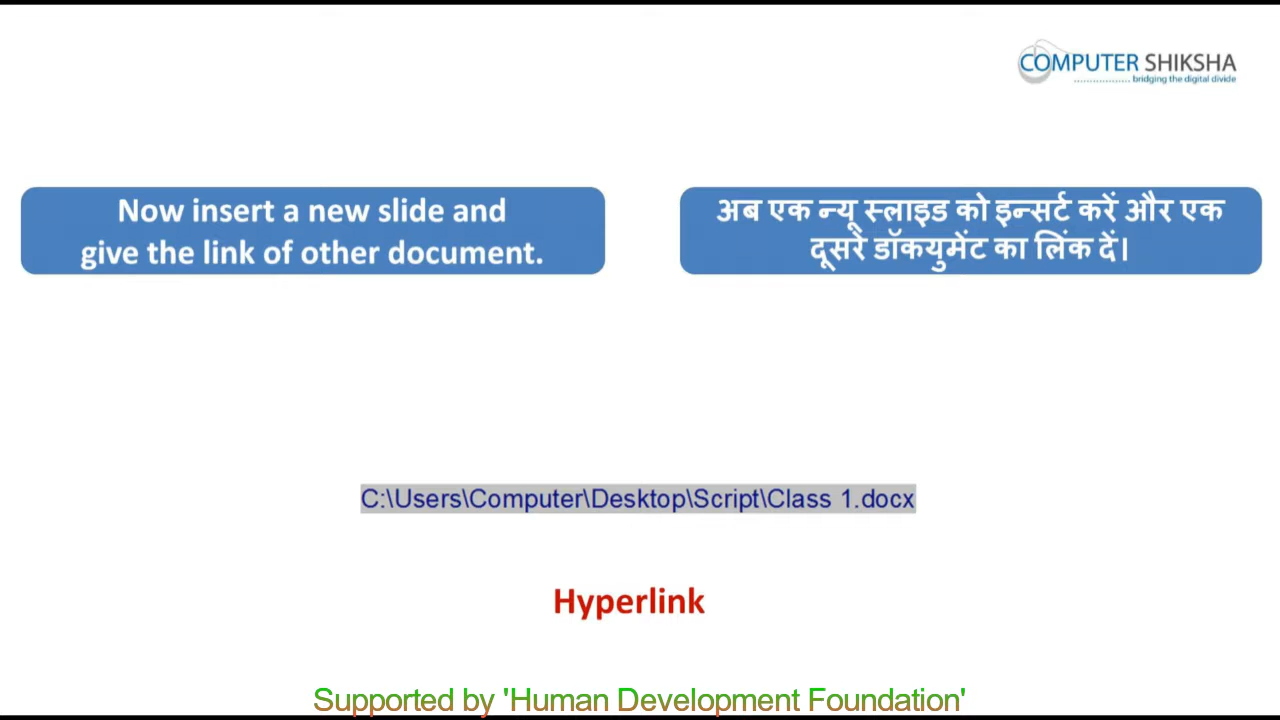 COMPUTER SHIKSHA
bridging the digital divide
Now insert a new slide and
give the link of other document.
अब एक न्यू स्लाइड को इन्सर्ट करें और एक
दूसरे डॉकयुमेंट का लिंक दें।
C:\Users\Computer\Desktop\Script\Class 1.docx
Hyperlink
Supported by 'Human Development Foundation'